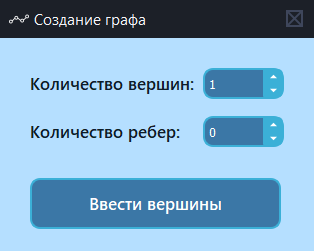 Создание графа
Количество вершин: 1
Количество ребер: 0
Ввести вершины